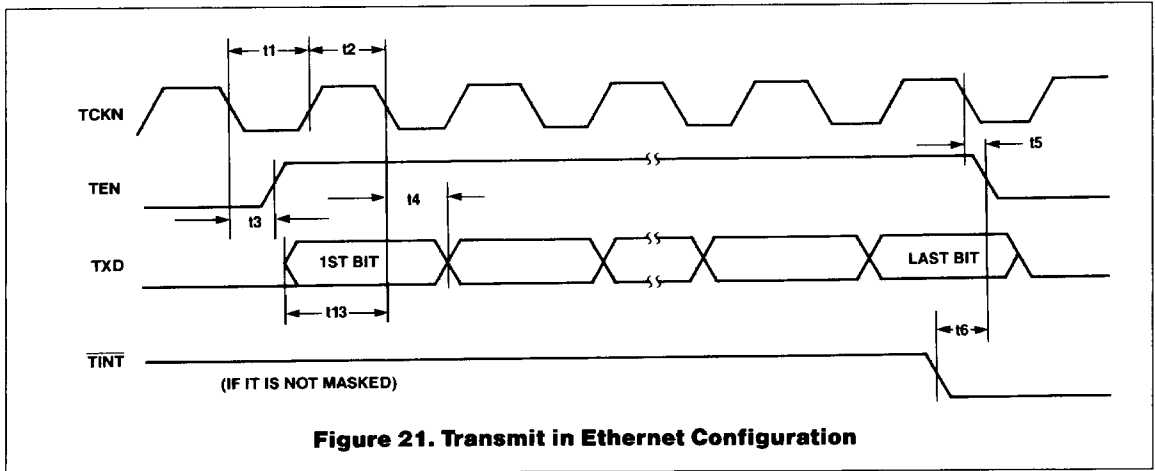 t1
t2
TCKN
t5
TEN
t4
t3
TXD
1ST BIT
LAST BIT
t13
t6
TINT
(IF IT IS NOT MASKED)
Figure 21. Transmit in Ethernet Configuration